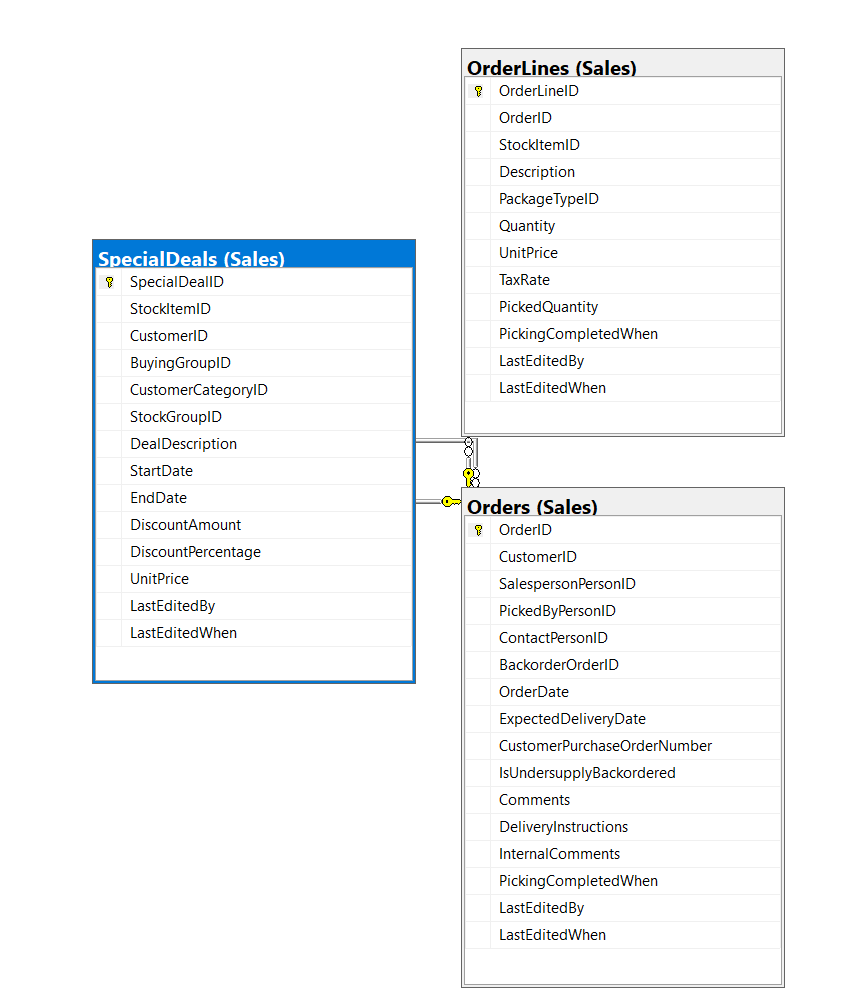 OrderLines (Sales)
OrderLineID
OrderID
StockItemID
Description
PackageTypeID
Quantity
UnitPrice
TaxRate
PickedQuantity
PickingCompletedWhen
LastEditedBy
LastEditedWhen
SpecialDeals (Sales)
SpecialDealID
StockItemID
CustomerID
BuyingGroupID
CustomerCategoryID
StockGroupID
DealDescription
StartDate
EndDate
DiscountAmount
DiscountPercentage
UnitPrice
LastEditedBy
LastEditedWhen
Orders (Sales)
OrderID
CustomerID
SalespersonPersonID
PickedByPersonID
ContactPersonID
BackorderOrderID
OrderDate
ExpectedDeliveryDate
CustomerPurchaseOrderNumber
IsUndersupplyBackordered
Comments
DeliveryInstructions
InternalComments
PickingCompletedWhen
LastEditedBy
LastEditedWhen